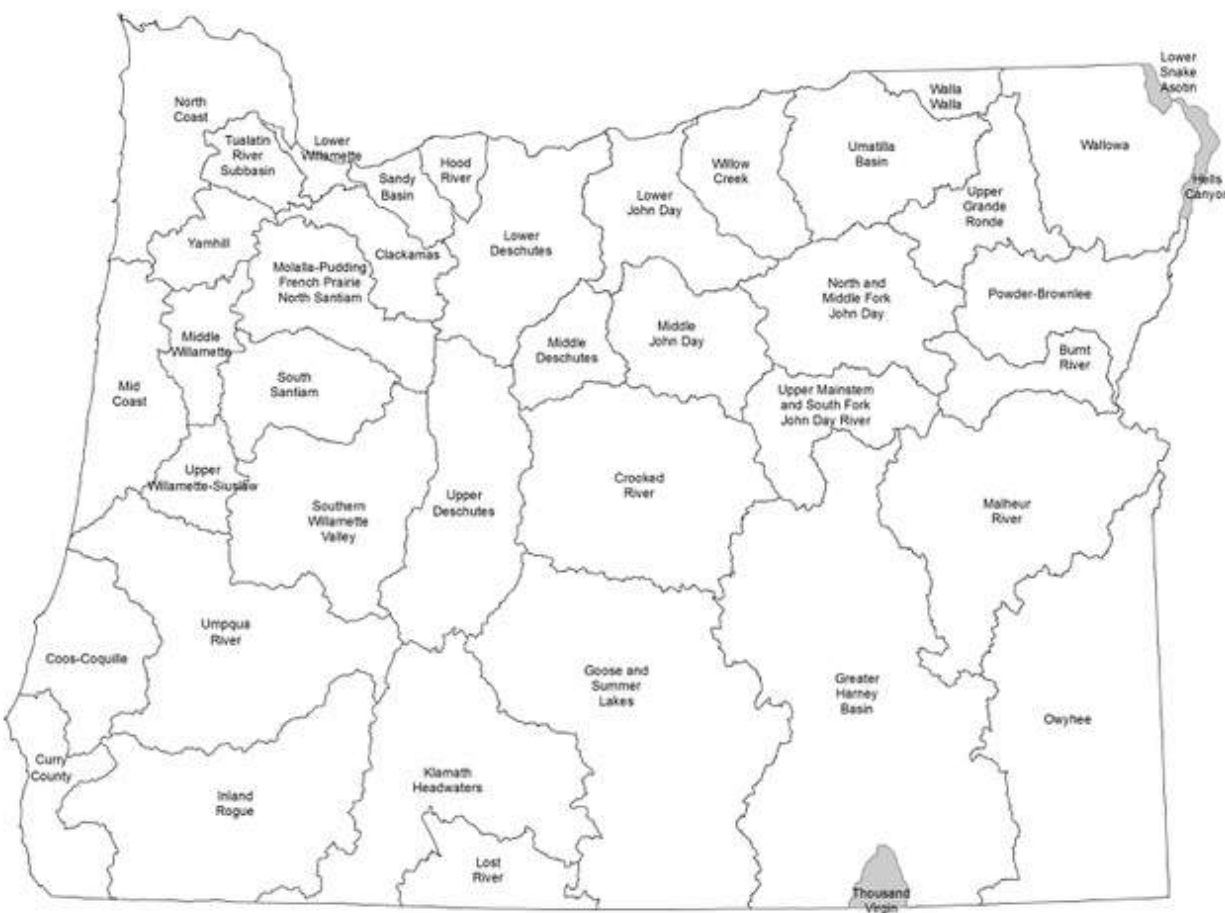 Lower
Snake
Asotin
Walla
Walla
North
Coast
Tualatin
River
Subbasin
Lower
Willamette
Sandy
Basin
Hood
River
Willow
Creek
Umatilla
Basin
Wallowa
Hells
Canyon
Lower
John Day
Upper
Grande
Ronde
Yamhill
Clackamas
Lower
Deschutes
Molalla-Pudding
French Prairie
North Santiam
North and
Middle Fork
John Day
Powder-Brownlee
Middle
Willamette
Middle
Deschutes
Middle
John Day
Burnt
River
Mid
Coast
South
Santiam
Upper Mainstem
and South Fork
John Day River
Upper
Willamette-Siuslaw
Southern
Willamette
Valley
Upper
Deschutes
Crooked
River
Malheur
River
Umpqua
River
Coos-Coquille
Goose and
Summer
Lakes
Greater
Harney
Basin
Owyhee
Curry
County
Inland
Rogue
Klamath
Headwaters
Lost
River
Thousand
Virgin